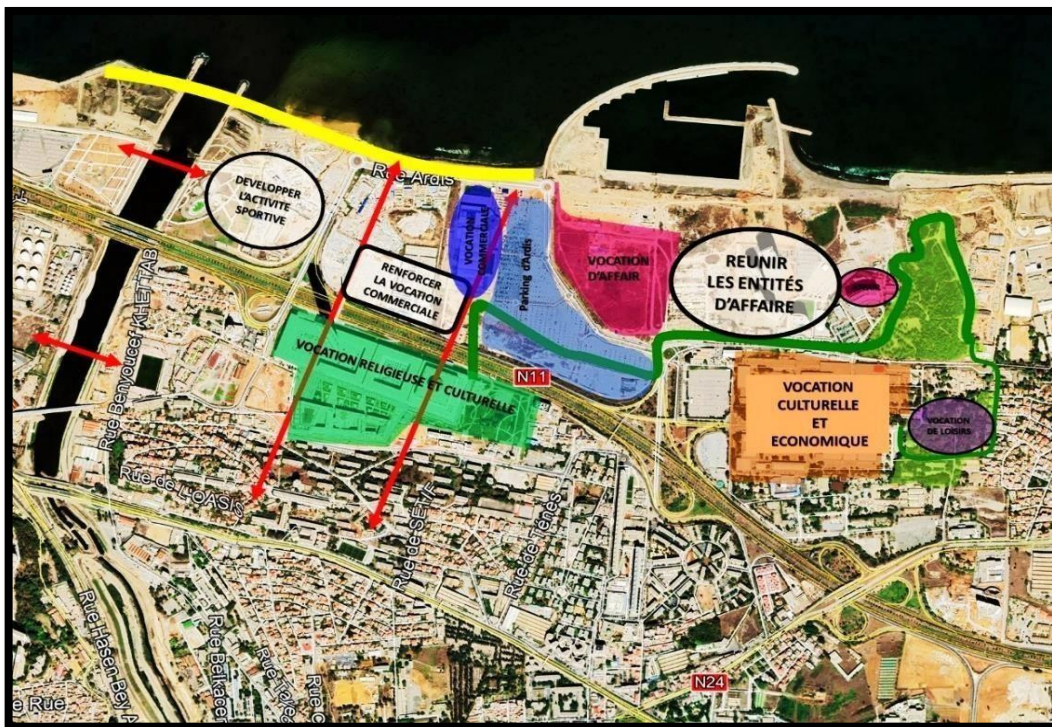 Rue Ardis
DEVELOPPER
L'ACTIVITE
SPORTIVE
VOCATION
COMMERCIALE
Parking d'Ardis
VOCATION
D'AFFAIR
REUNIR
LES ENTITÉS
D'AFFAIRE
RENFORCER
LA VOCATION
COMMERCIALE
Rue Benyoucef KHETTAB
VOCATION RELIGIEUSE ET CULTURELLE
N11
VOCATION
CULTURELLE
ET
ECONOMIQUE
VOCATION
DE LOISIRS
Rue de L'OASIS
Rue de SETIF
Rue de Ténès
Rue Hasen Bey
Rue Belkacem
N24
e Rue